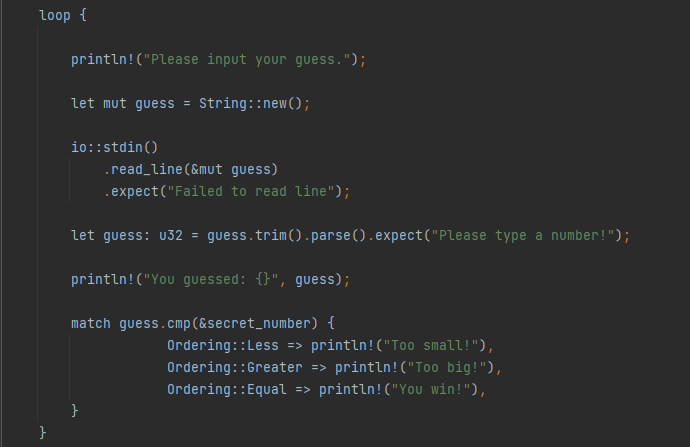 loop {
println!("Please input your guess.");
let mut guess = String::new();
io::stdin()
.read_line(&mut guess)
.expect("Failed to read line");
let guess: u32 = guess.trim().parse().expect("Please type a number!");
println!("You guessed: {}", guess);
match guess.cmp(&secret_number) {
Ordering::Less => println!("Too small!"),
Ordering::Greater => println!("Too big!"),
Ordering::Equal => println!("You win!"),
}
}